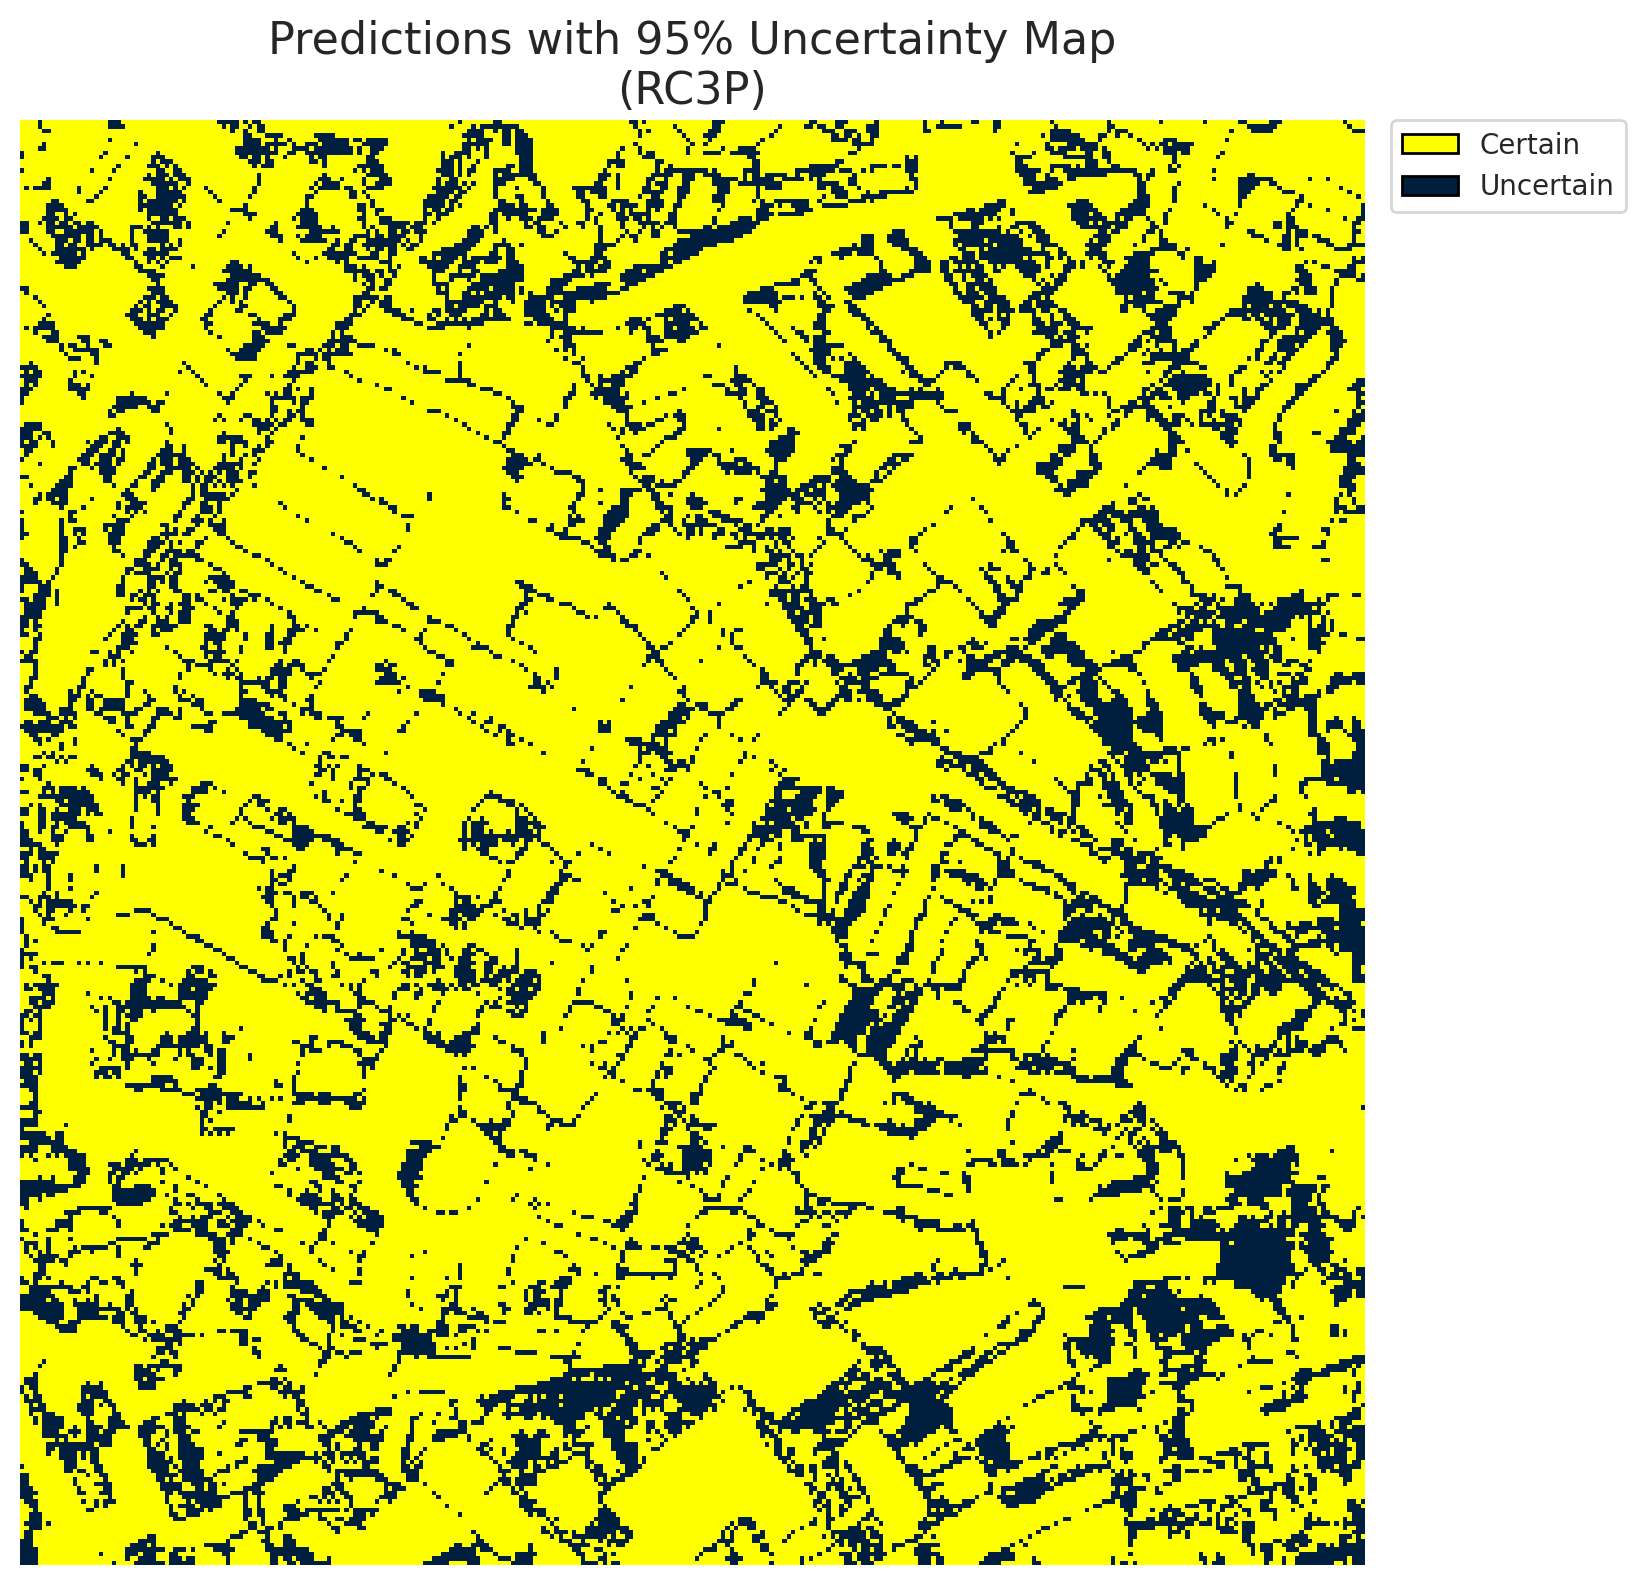 Predictions with 95% Uncertainty Map
(RC3P)
Certain
Uncertain